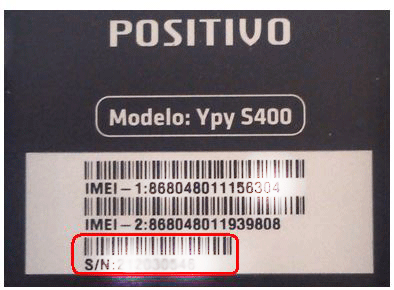 POSITIVO
Modelo: Ypy S400
IMEI-1:868048011156304
IMEI-2:868048011939808
S/N: